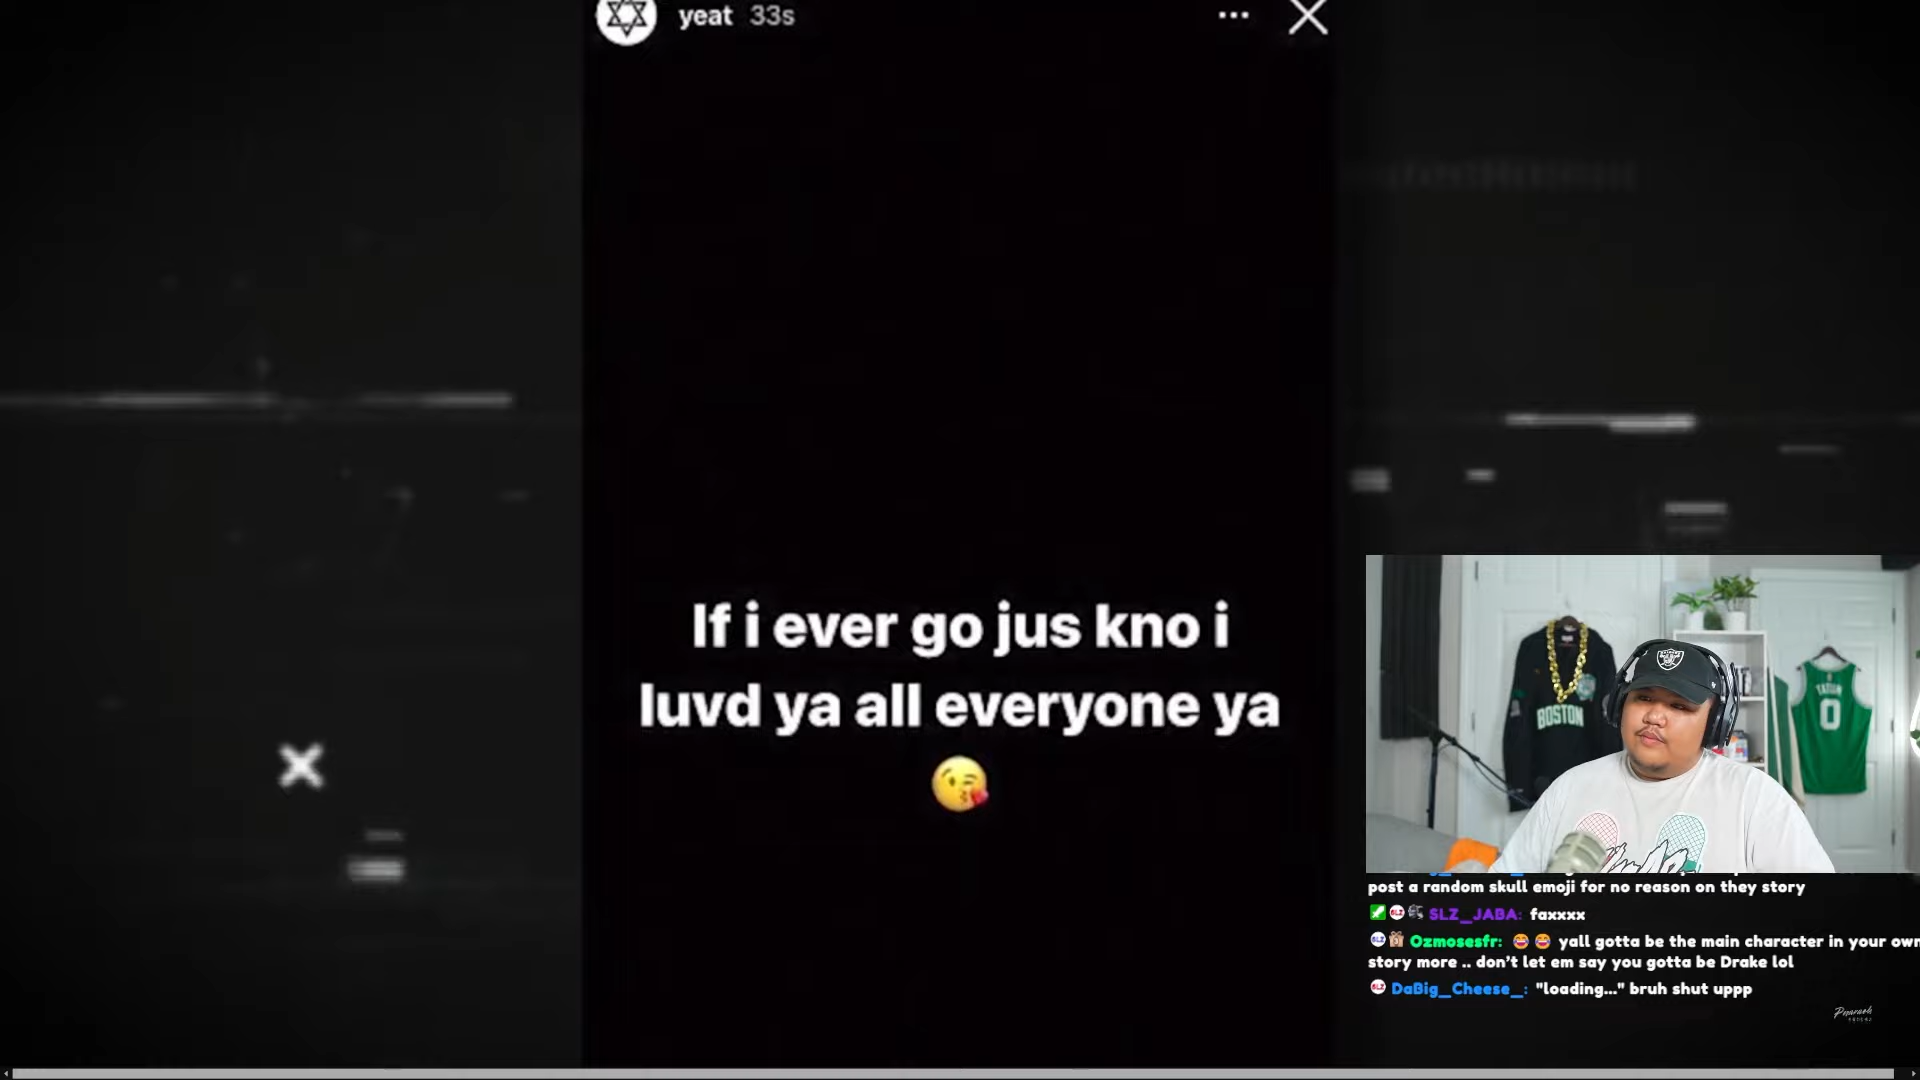 yeat 33s
If i ever go jus kno i
luvd ya all everyone ya
😘
BOSTON
TATUM
0
post a random skull emoji for no reason on they story
SLZ_JABA: faxxxx
Ozmosesfr: 😂 😂 yall gotta be the main character in your own
story more .. don't let em say you gotta be Drake lol
DaBig_Cheese_: "loading..." bruh shut uppp